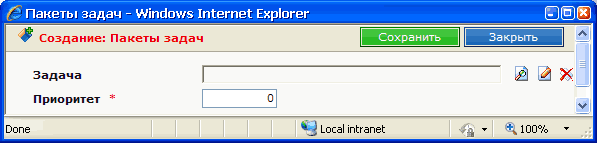 Пакеты задач - Windows Internet Explorer
Создание: Пакеты задач
Сохранить
Закрыть
Задача
Приоритет *
0
Done
Local intranet
100%